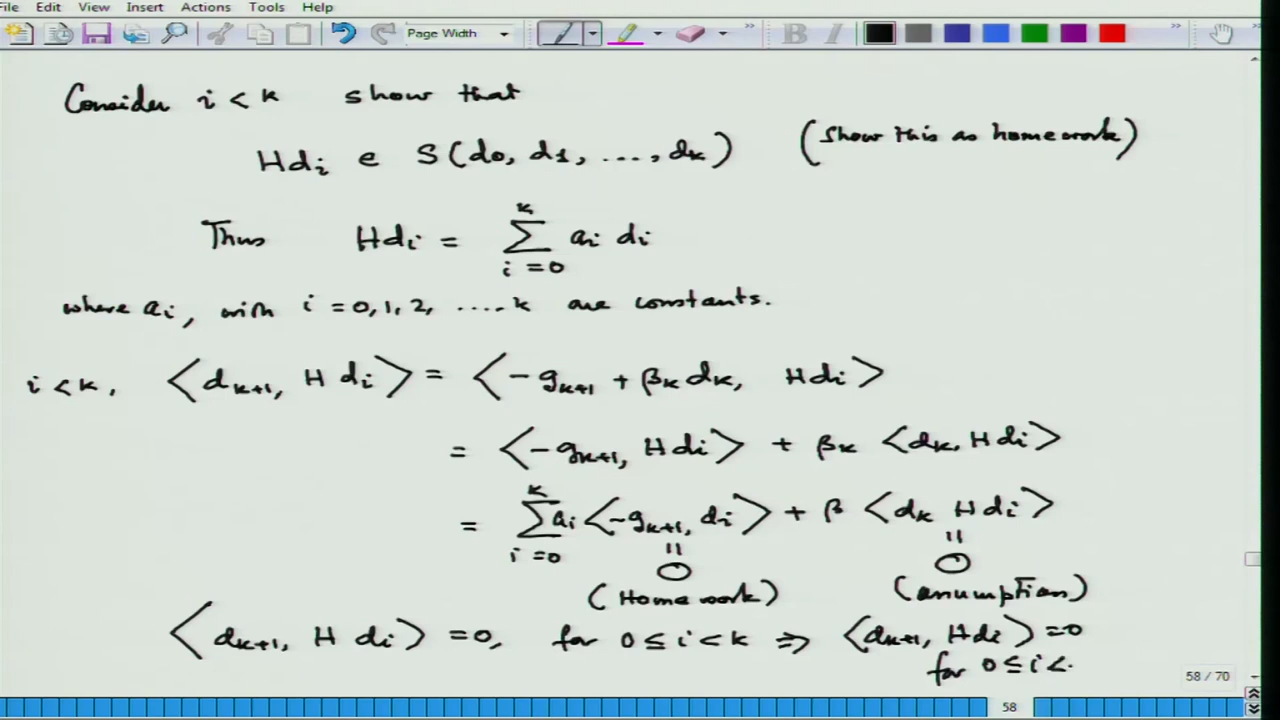 File Edit View Insert Actions Tools Help
Page Width
Consider i < k show that
Hdi e S(d0, d1, ...., dk) (Show this as homework)
Thus Hdi = \sum_{i=0}^{k} ai di
where ai, with i = 0, 1, 2, ..... k are constants.
i < k, ⟨dk+1, H di⟩ = ⟨-gk+1 + βk dk, Hdi⟩
= ⟨-gk+1, Hdi⟩ + βk ⟨dk, Hdi⟩
= \sum_{i=0}^{k} ai ⟨-gk+1, di⟩ + β ⟨dk Hdi⟩
= =
0 0
(Homework) (anumption)
⟨dk+1, H di⟩ = 0, for 0 ≤ i < k ⇒ ⟨dk+1, Hdi⟩ = 0
for 0 ≤ i <.
58 / 70
58